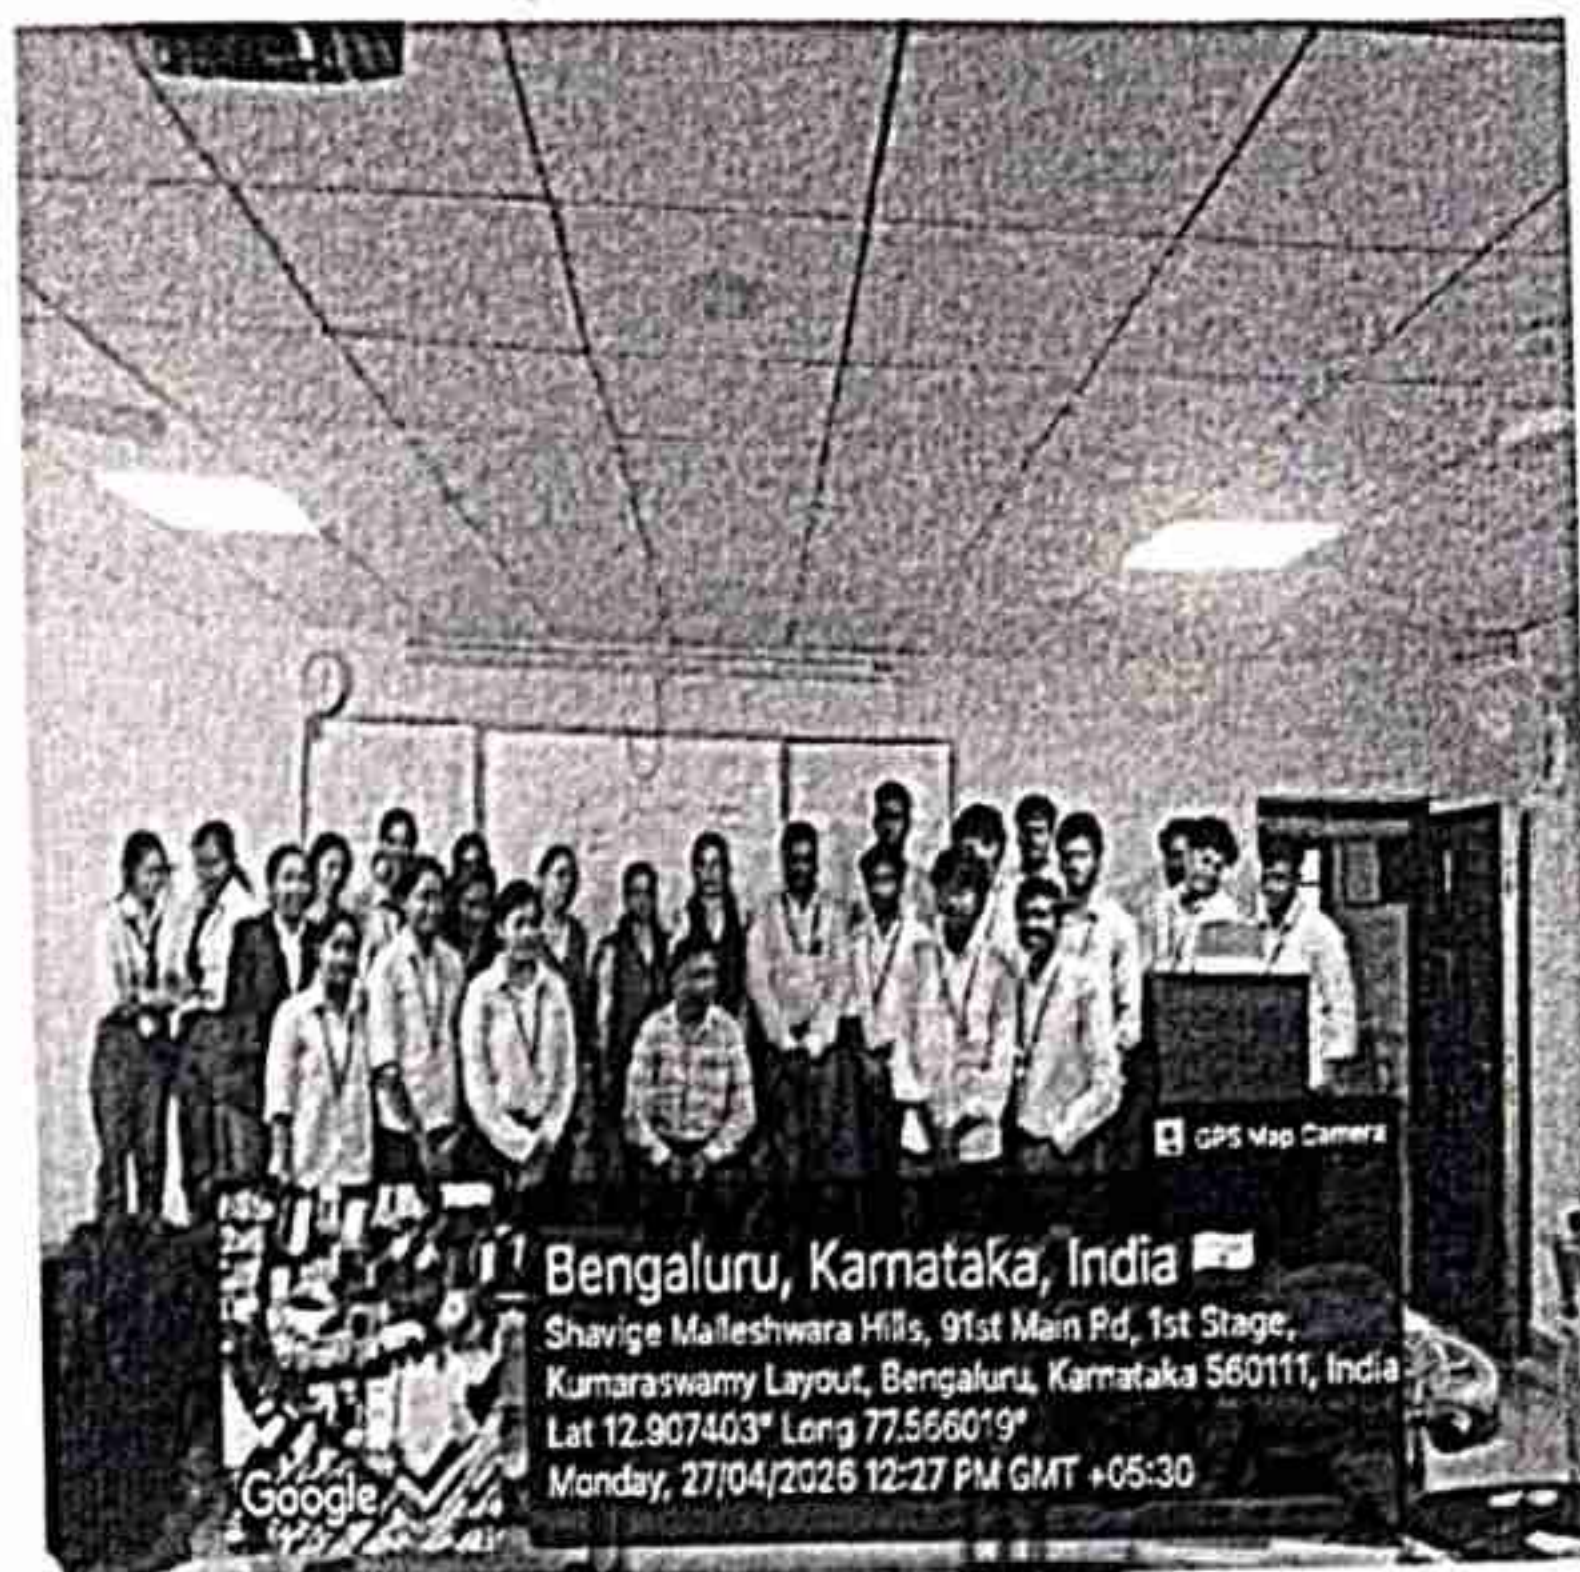 GPS Map Camera
Bengaluru, Karnataka, India
Shavige Malleshwara Hills, 91st Main Rd, 1st Stage,
Kumaraswamy Layout, Bengaluru, Karnataka 560111, India
Lat 12.907403° Long 77.566019°
Monday, 27/04/2026 12:27 PM GMT +05:30
Google